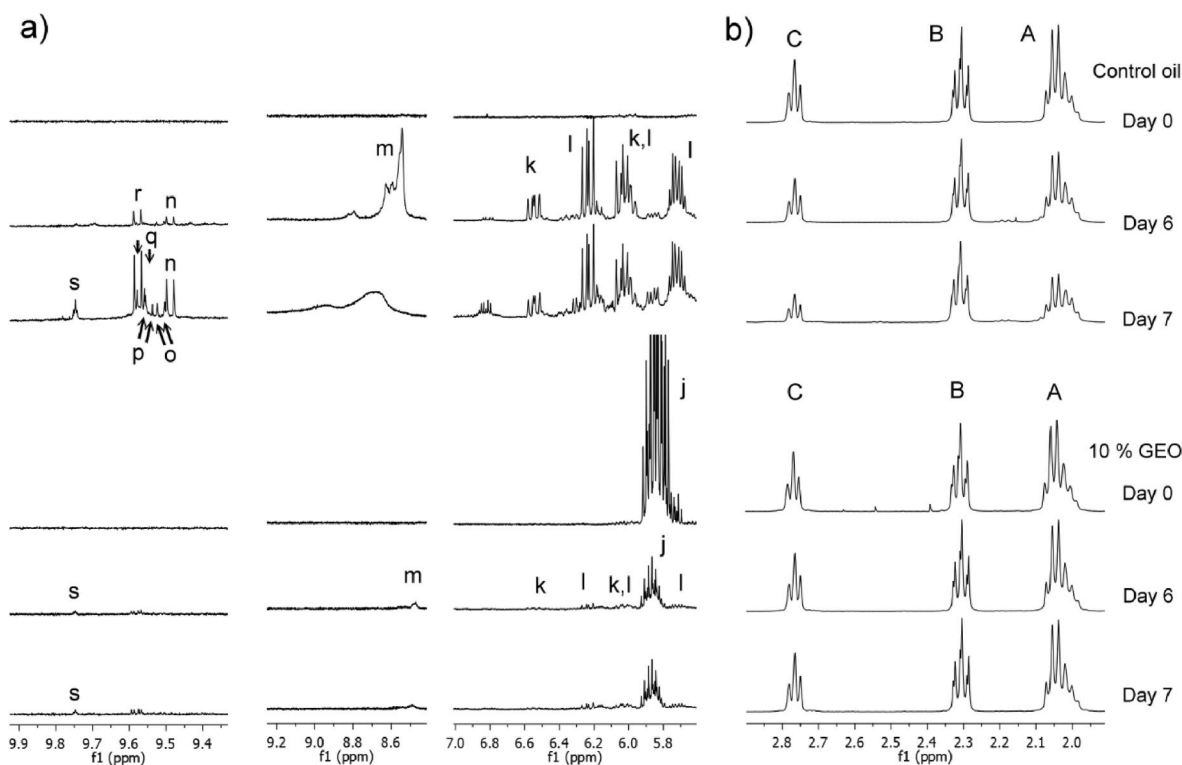 a)
b)
C B A
Control oil
Day 0
m k l k,l l
r n
Day 6
q
s n
p o
Day 7
j
C B A
10 % GEO
Day 0
j
s m k l k,l l
Day 6
s
Day 7
9.9 9.8 9.7 9.6 9.5 9.4
f1 (ppm)
9.2 9.0 8.8 8.6
f1 (ppm)
7.0 6.8 6.6 6.4 6.2 6.0 5.8
f1 (ppm)
2.8 2.7 2.6 2.5 2.4 2.3 2.2 2.1 2.0
f1 (ppm)